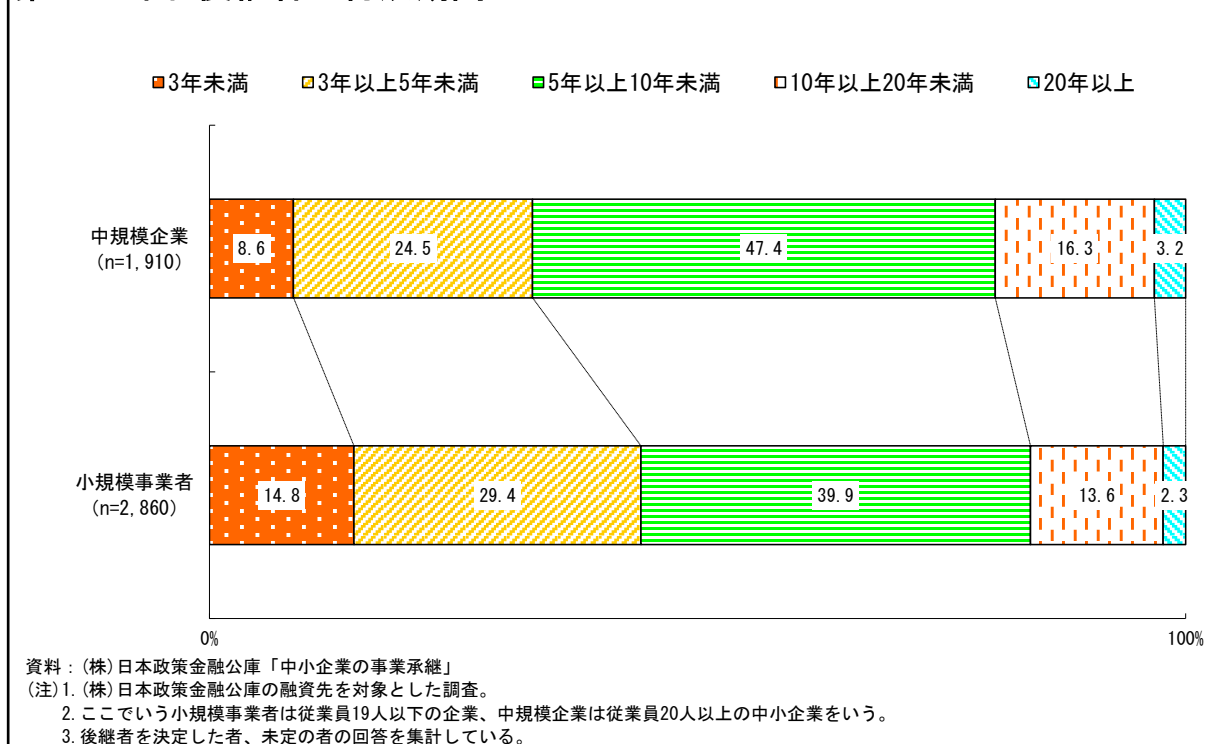 3年未満 3年以上5年未満 5年以上10年未満 10年以上20年未満 20年以上
中規模企業
(n=1,910)
8.6 24.5 47.4 16.3 3.2
小規模事業者
(n=2,860)
14.8 29.4 39.9 13.6 2.3
0% 100%
資料：(株)日本政策金融公庫「中小企業の事業承継」
(注)1.(株)日本政策金融公庫の融資先を対象とした調査。
2.ここでいう小規模事業者は従業員19人以下の企業、中規模企業は従業員20人以上の中小企業をいう。
3.後継者を決定した者、未定の者の回答を集計している。